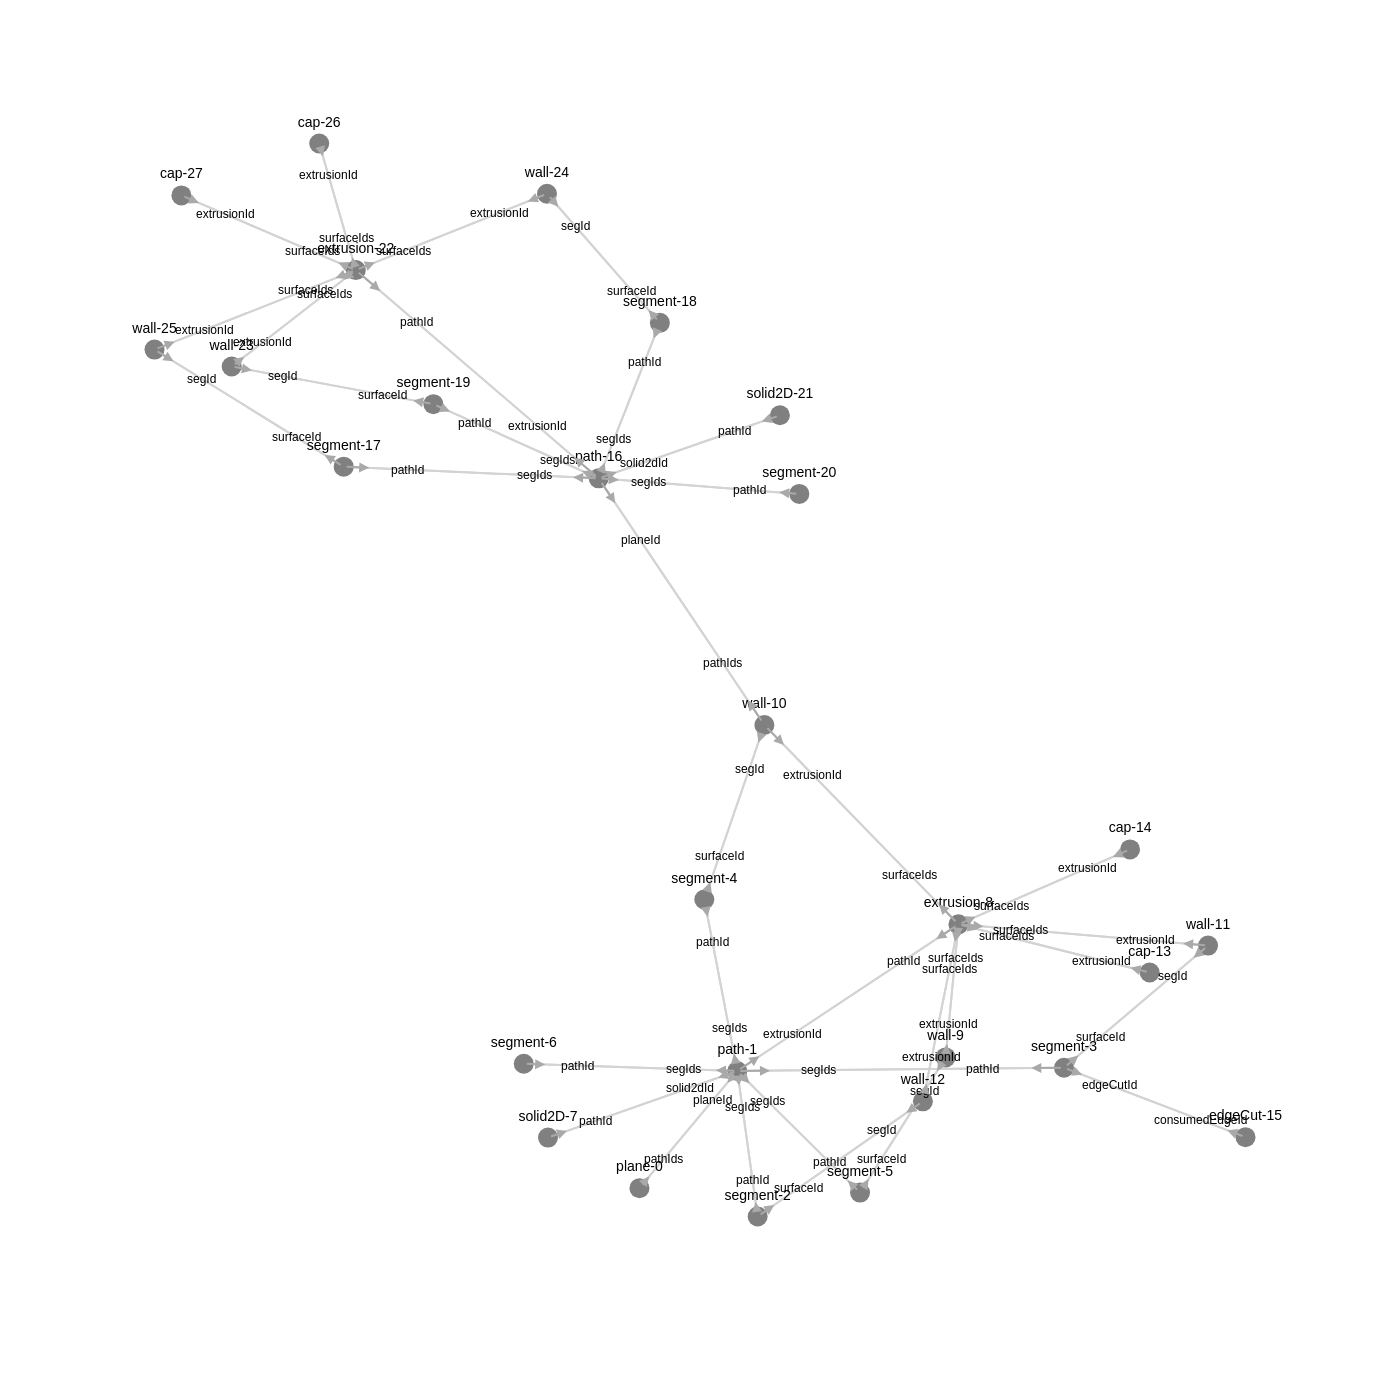 cap-26
cap-27
extrusionId
wall-24
extrusionId
extrusionId
segId
surfaceIds
extrusion-22
surfaceIds
surfaceIds
surfaceIds
surfaceIds
surfaceId
segment-18
pathId
wall-25
extrusionId
wall-23
extrusionId
pathId
segId
segId
segment-19
surfaceId
solid2D-21
pathId
extrusionId
pathId
surfaceId
segment-17
segIds
segIds
path-16
solid2dId
pathId
segIds
segIds
segment-20
pathId
planeId
pathIds
wall-10
segId
extrusionId
cap-14
surfaceId
segment-4
surfaceIds
extrusionId
extrusion-8
surfaceIds
wall-11
surfaceIds
surfaceIds
extrusionId
pathId
cap-13
pathId
surfaceIds
surfaceIds
extrusionId
segId
segIds
extrusionId
extrusionId
wall-9
surfaceId
segment-3
segment-6
path-1
extrusionId
pathId
segIds
segIds
pathId
wall-12
segId
edgeCutId
solid2dId
planeId
segIds
segIds
solid2D-7
pathId
segId
consumedEdgeId
edgeCut-15
pathIds
plane-0
pathId
surfaceId
segment-5
pathId
surfaceId
segment-2